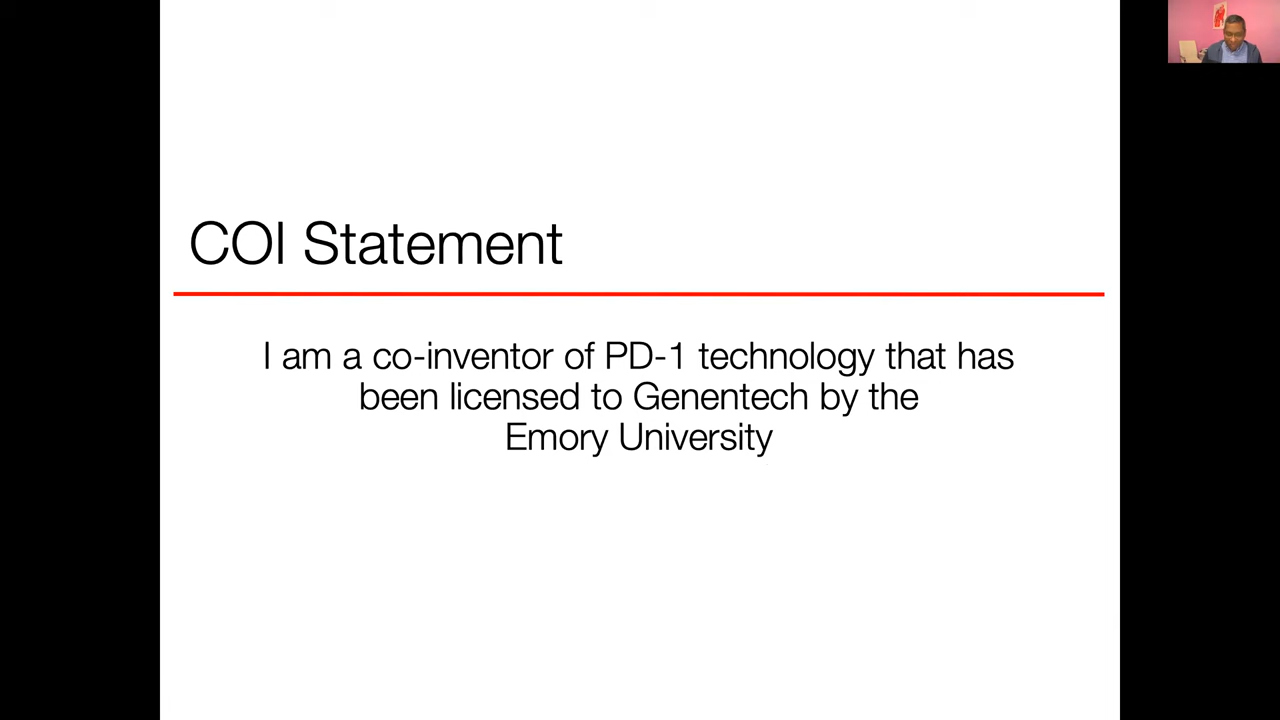 COI Statement
I am a co-inventor of PD-1 technology that has
been licensed to Genentech by the
Emory University